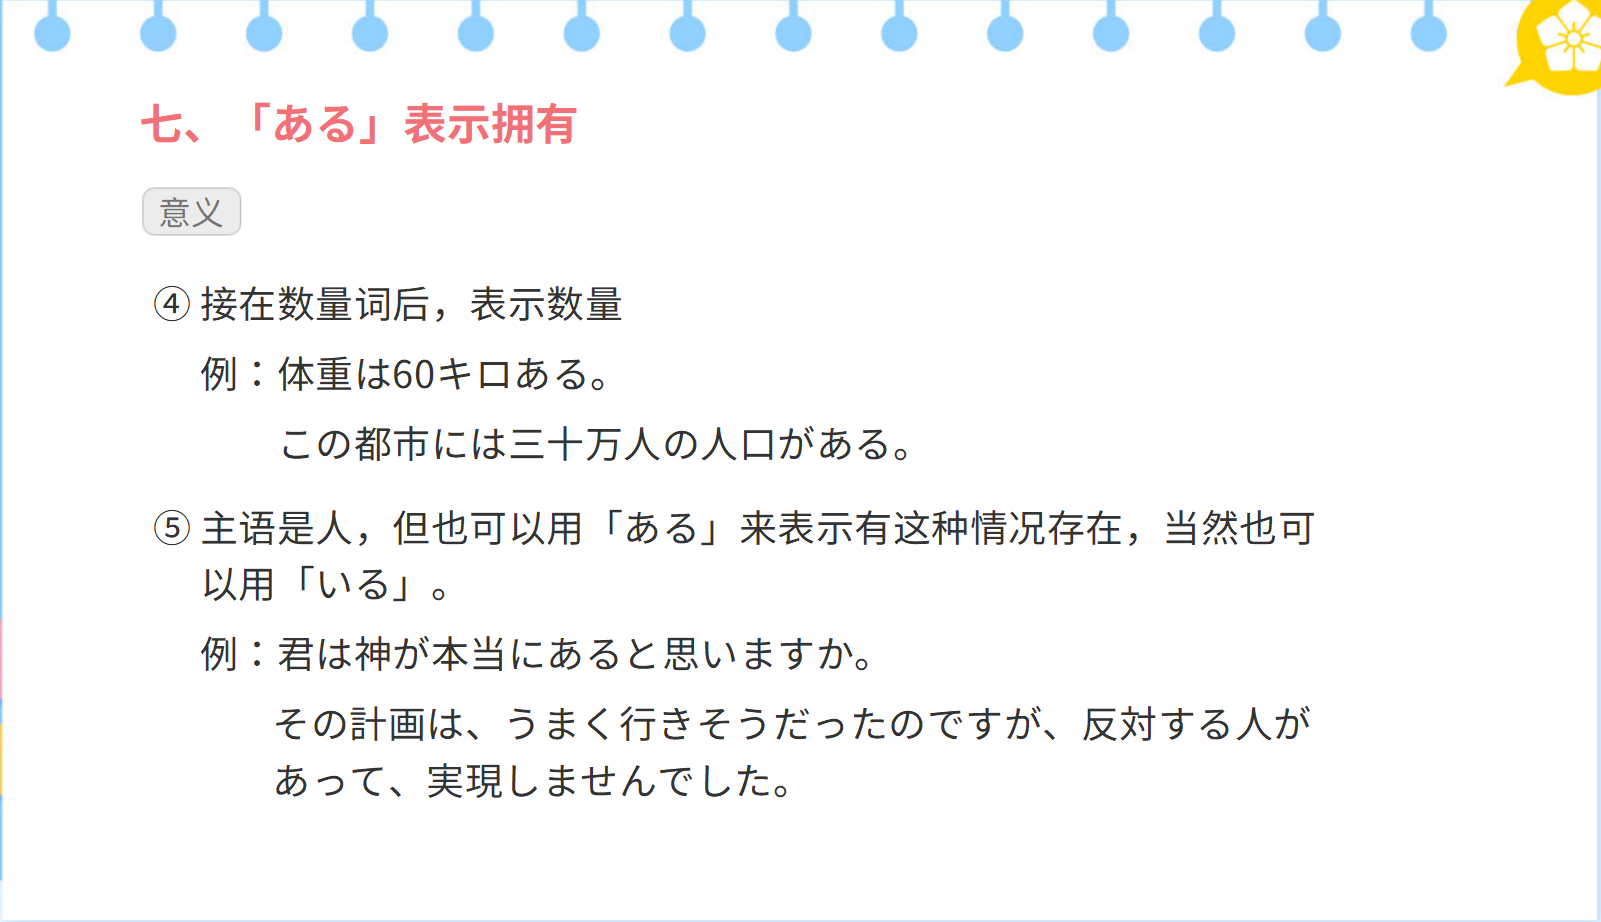 七、「ある」表示拥有
意义
④ 接在数量词后，表示数量
例：体重は60キロある。
この都市には三十万人の人口がある。
⑤ 主语是人，但也可以用「ある」来表示有这种情况存在，当然也可
以用「いる」。
例：君は神が本当にあると思いますか。
その計画は、うまく行きそうだったのですが、反対する人が
あって、実現しませんでした。